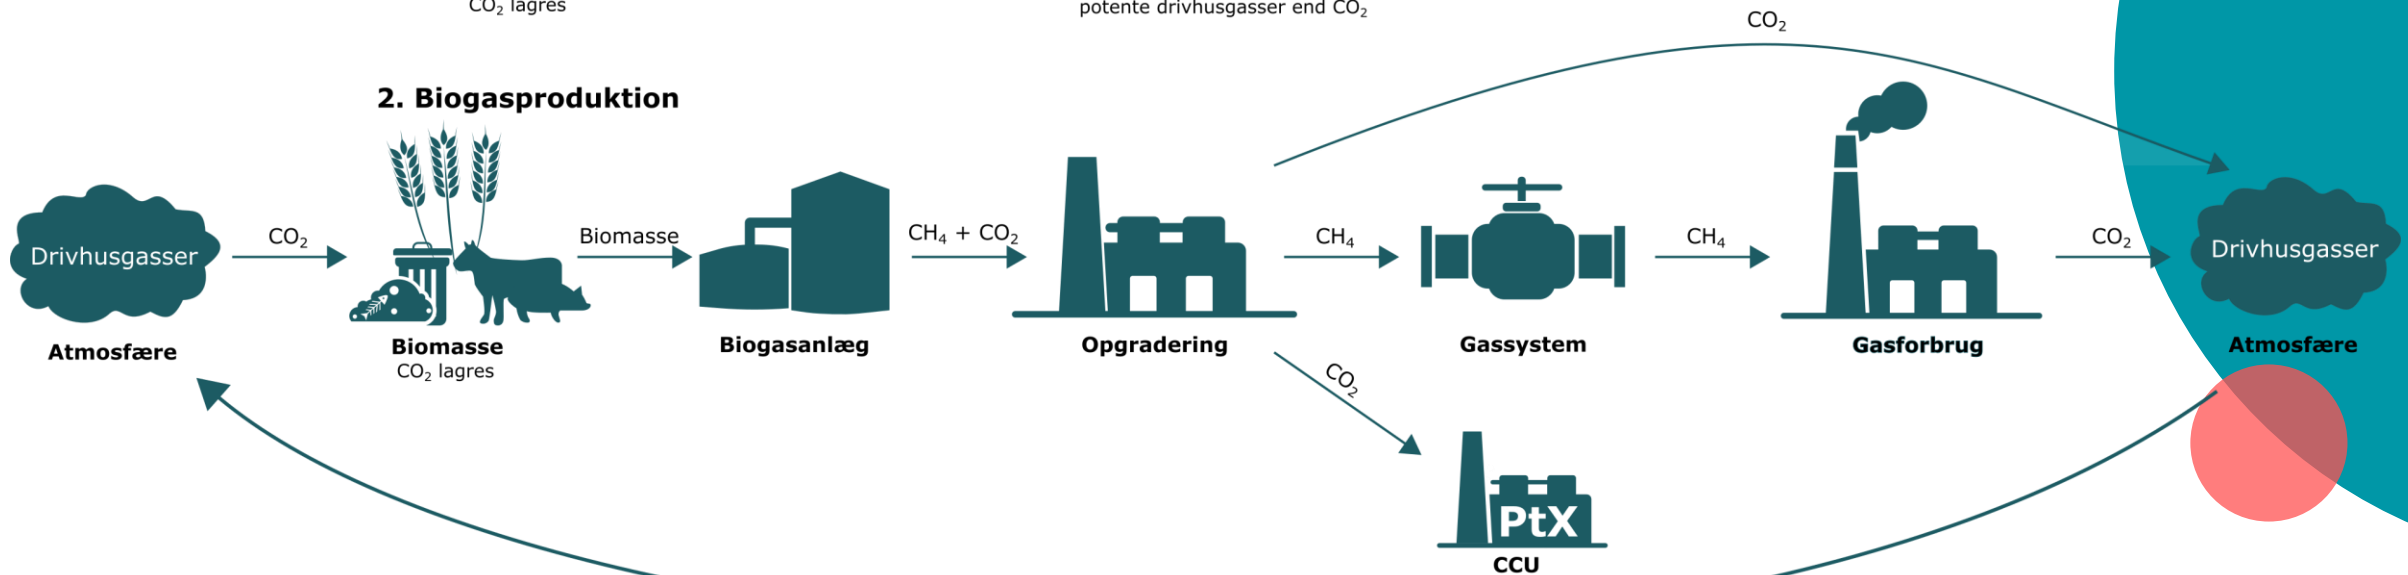 CO₂ lagres
potente drivhusgasser end CO₂
CO₂
2. Biogasproduktion
Drivhusgasser
CO₂
Biomasse
CH₄ + CO₂
CH₄
CH₄
CO₂
Drivhusgasser
Atmosfære
Biomasse
CO₂ lagres
Biogasanlæg
Opgradering
Gassystem
Gasforbrug
Atmosfære
CO₂
PtX
CCU